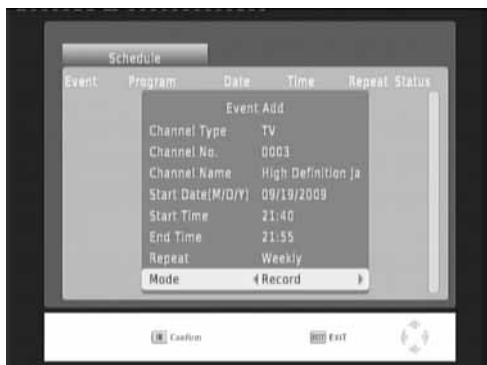 Schedule
Event Program Date Time Repeat Status
Event Add
Channel Type TV
Channel No. 0003
Channel Name High Definition Ja
Start Date(M/D/Y) 09/19/2009
Start Time 21:40
End Time 21:55
Repeat Weekly
Mode Record
Confirm EXIT